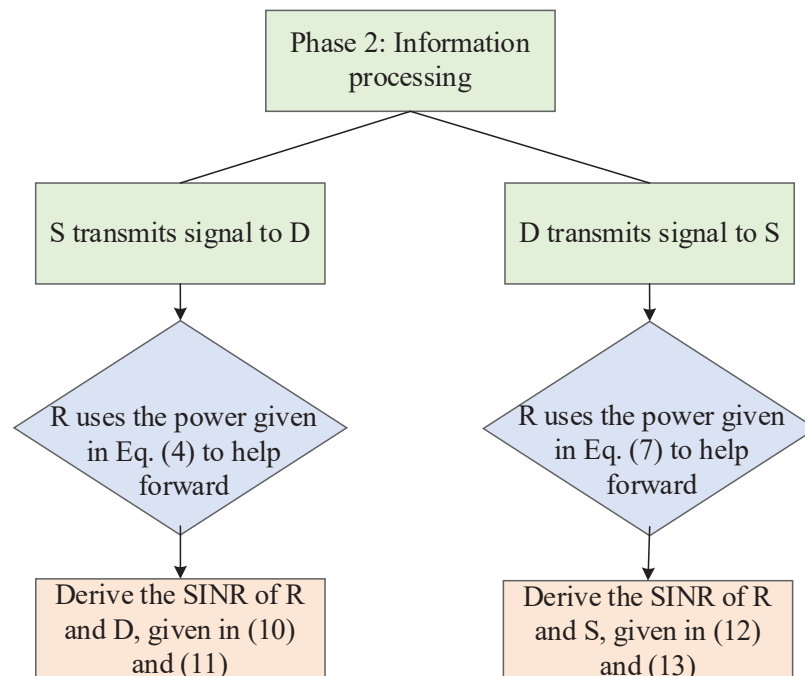 Phase 2: Information
processing
S transmits signal to D
D transmits signal to S
R uses the power given
in Eq. (4) to help
forward
R uses the power given
in Eq. (7) to help
forward
Derive the SINR of R
and D, given in (10)
and (11)
Derive the SINR of R
and S, given in (12)
and (13)